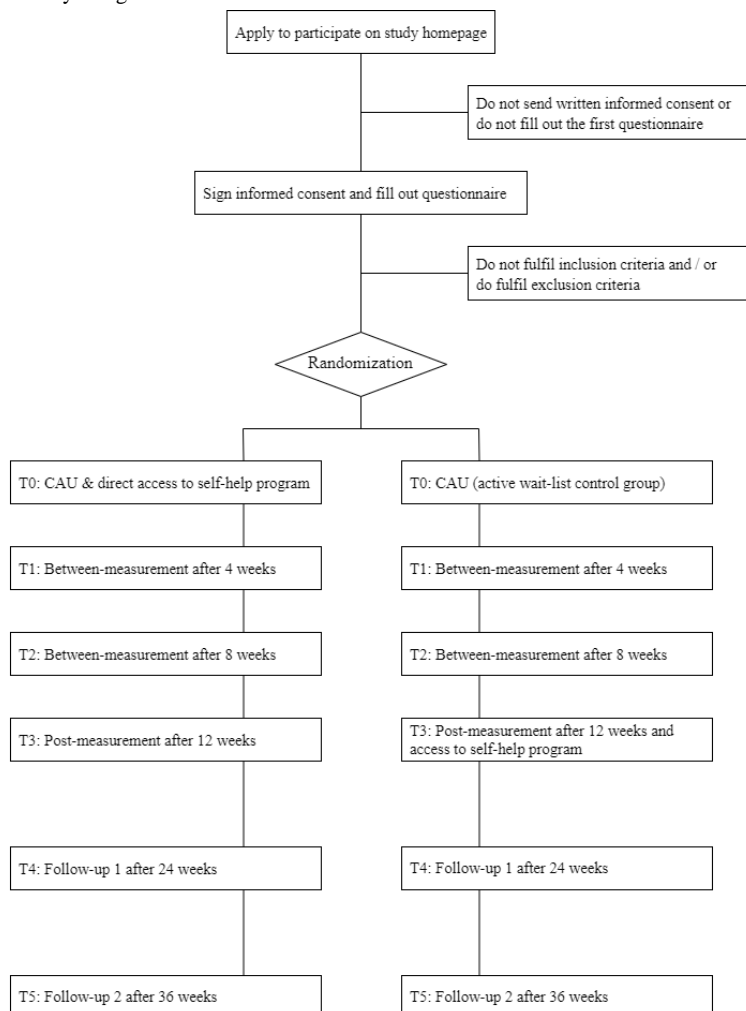 Apply to participate on study homepage
Do not send written informed consent or
do not fill out the first questionnaire
Sign informed consent and fill out questionnaire
Do not fulfil inclusion criteria and / or
do fulfil exclusion criteria
Randomization
T0: CAU & direct access to self-help program
T0: CAU (active wait-list control group)
T1: Between-measurement after 4 weeks
T1: Between-measurement after 4 weeks
T2: Between-measurement after 8 weeks
T2: Between-measurement after 8 weeks
T3: Post-measurement after 12 weeks
T3: Post-measurement after 12 weeks and
access to self-help program
T4: Follow-up 1 after 24 weeks
T4: Follow-up 1 after 24 weeks
T5: Follow-up 2 after 36 weeks
T5: Follow-up 2 after 36 weeks